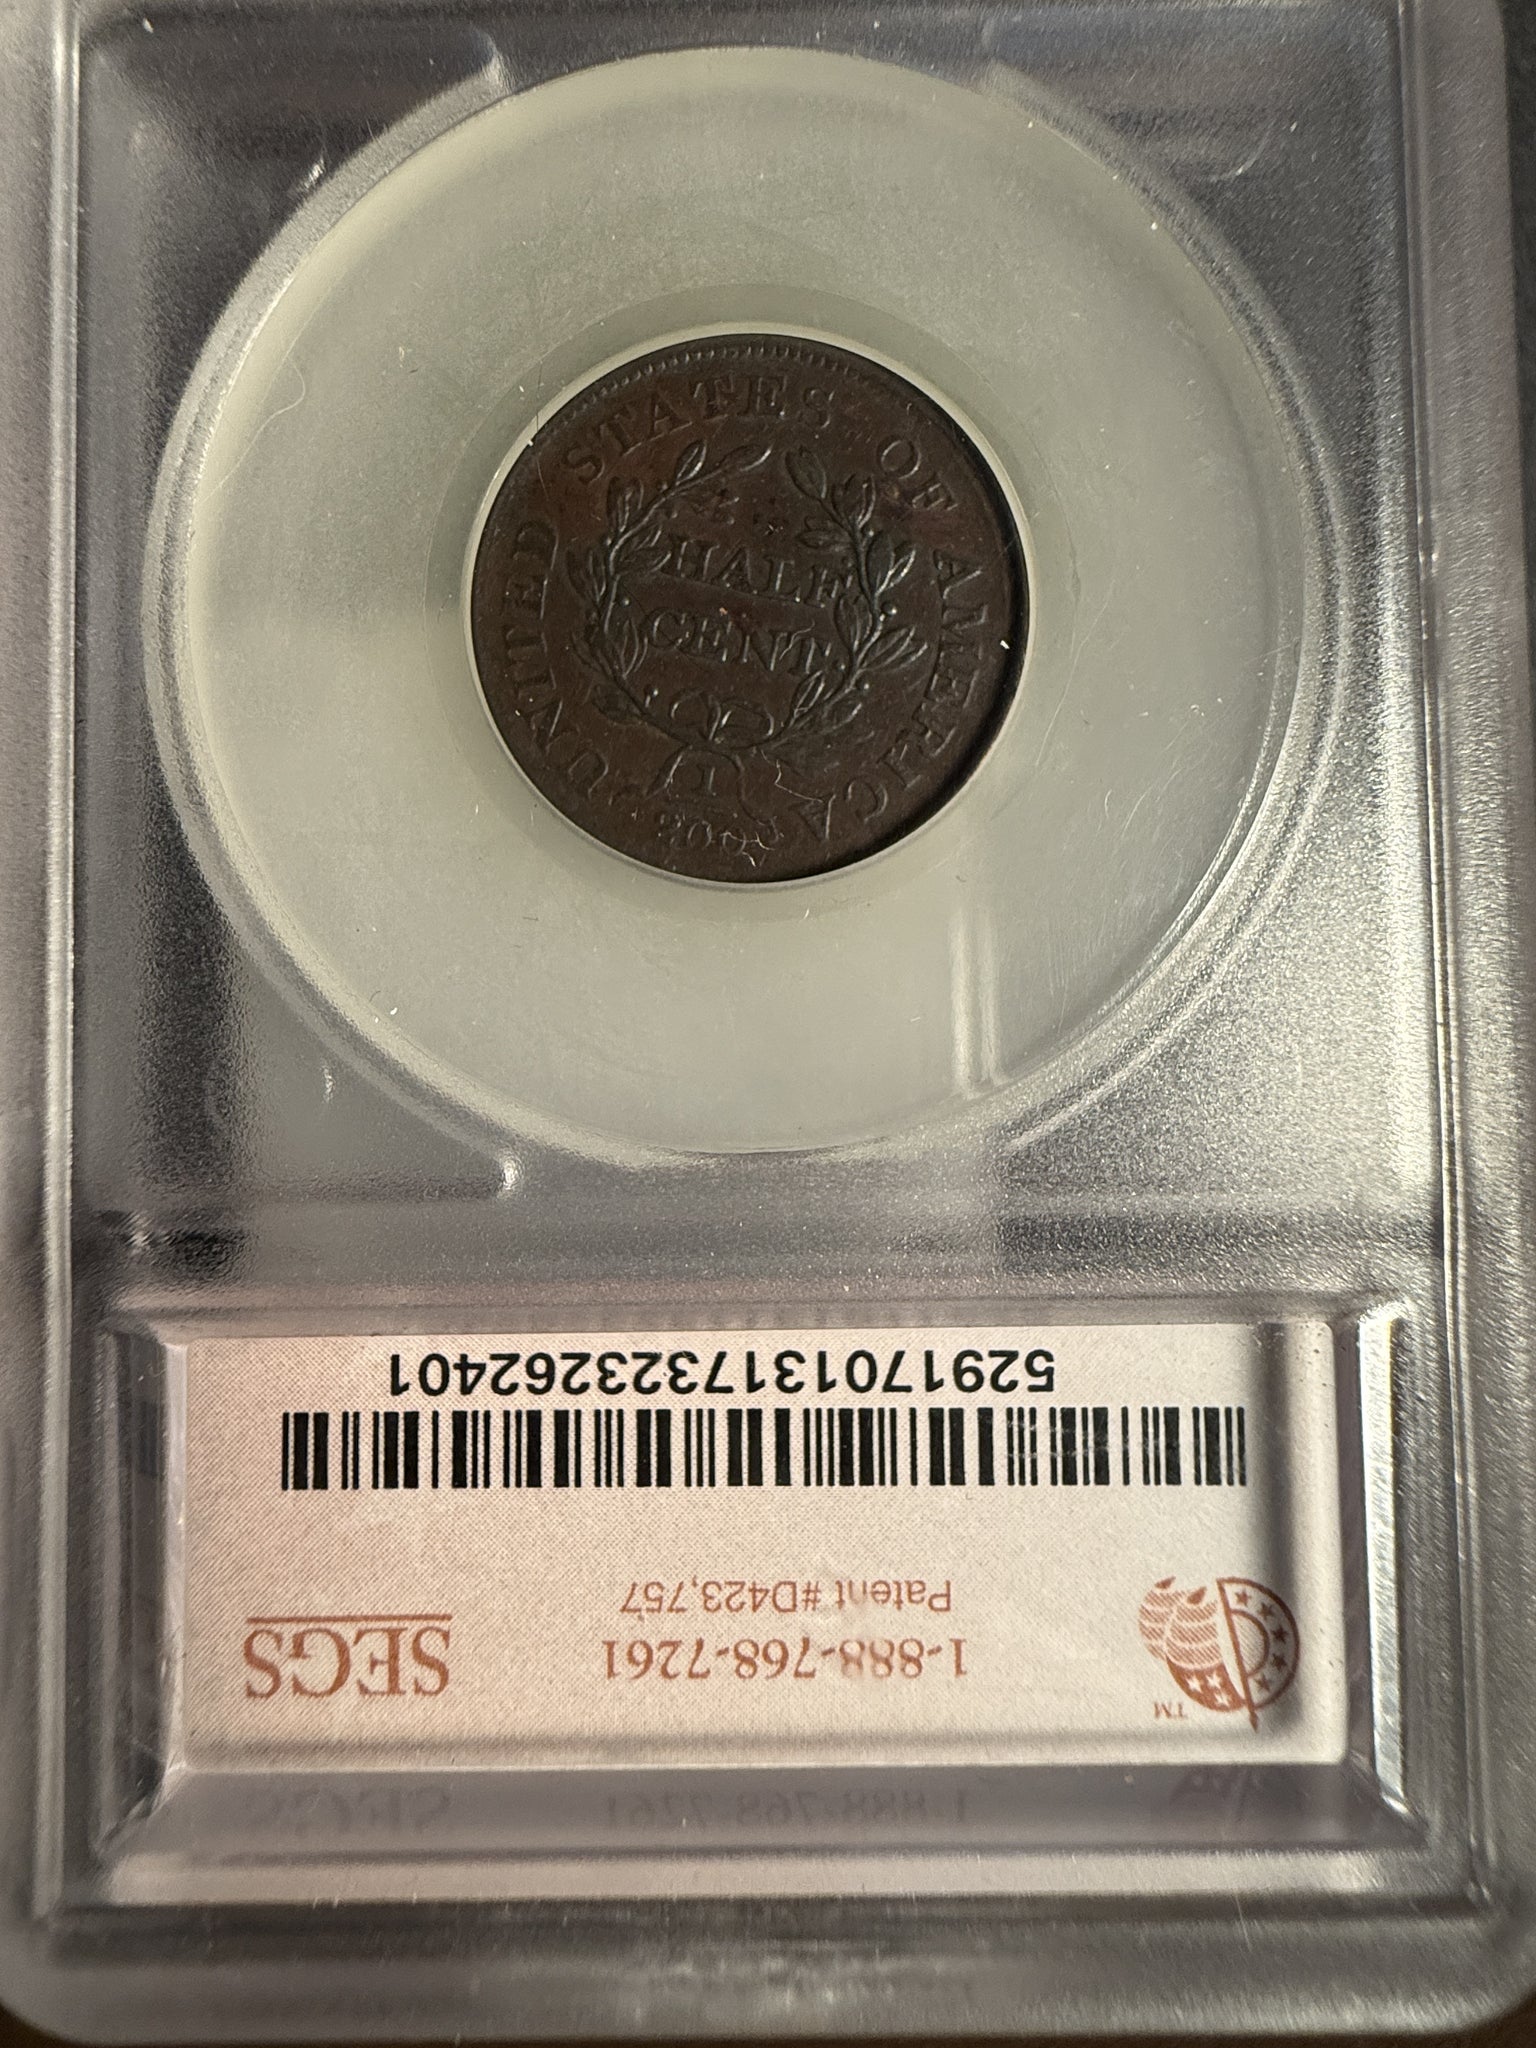 UNITED STATES OF AMERICA
HALF
CENT
1
200
TM
1-888-768-7261
SEGS
Patent #D423,757
5291701317323262401